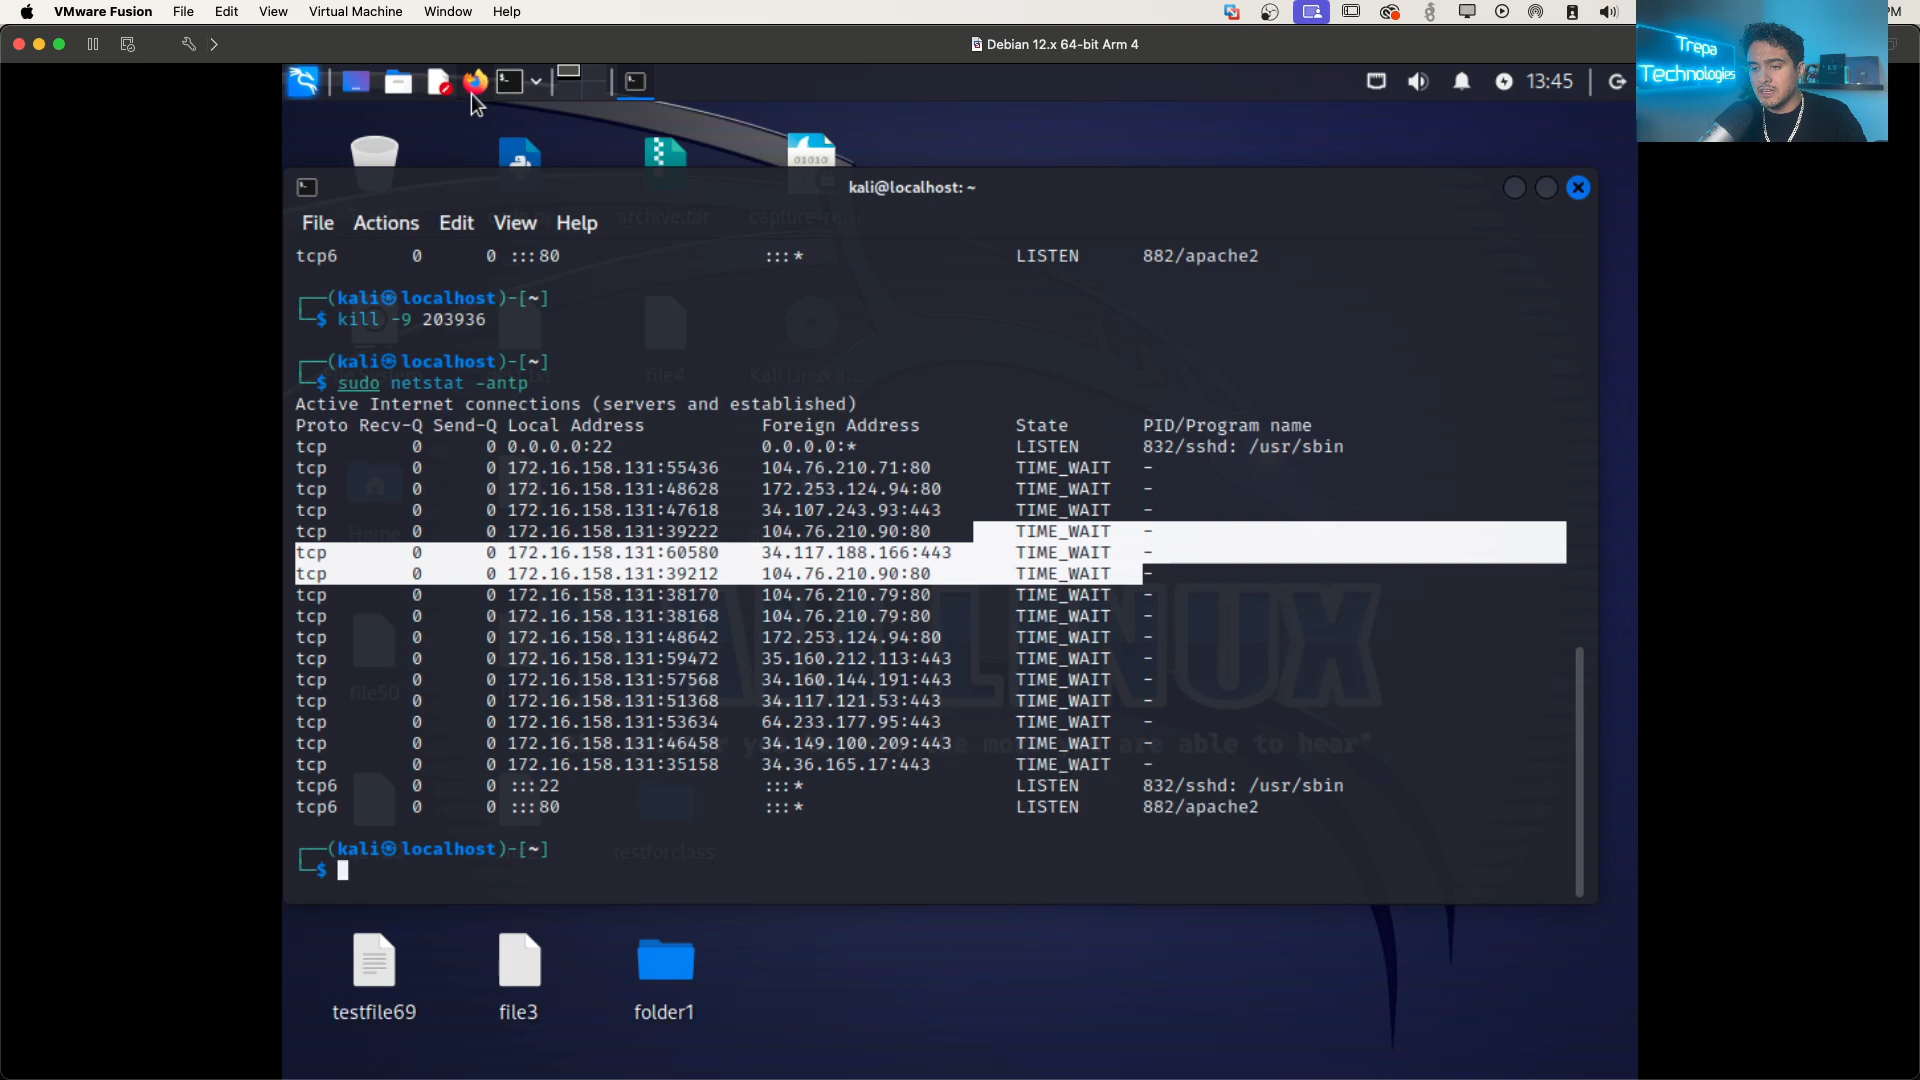 VMware Fusion File Edit View Virtual Machine Window Help
PM
Debian 12.x 64-bit Arm 4
Trepa
Technologies
13:45
01010
kali@localhost: ~
File Actions Edit View Help
archive.tar
tcp6 0 0 :::80 :::* LISTEN 882/apache2
┌──(kali㉿localhost)-[~]
└─$ kill -9 203936
┌──(kali㉿localhost)-[~]
└─$ sudo netstat -antp
file4
Active Internet connections (servers and established)
Proto Recv-Q Send-Q Local Address Foreign Address State PID/Program name
tcp 0 0 0.0.0.0:22 0.0.0.0:* LISTEN 832/sshd: /usr/sbin
tcp 0 0 172.16.158.131:55436 104.76.210.71:80 TIME_WAIT -
tcp 0 0 172.16.158.131:48628 172.253.124.94:80 TIME_WAIT -
tcp 0 0 172.16.158.131:47618 34.107.243.93:443 TIME_WAIT -
tcp 0 0 172.16.158.131:39222 104.76.210.90:80 TIME_WAIT -
Home
tcp 0 0 172.16.158.131:60580 34.117.188.166:443 TIME_WAIT -
tcp 0 0 172.16.158.131:39212 104.76.210.90:80 TIME_WAIT -
tcp 0 0 172.16.158.131:38170 104.76.210.79:80 TIME_WAIT -
tcp 0 0 172.16.158.131:38168 104.76.210.79:80 TIME_WAIT -
tcp 0 0 172.16.158.131:48642 172.253.124.94:80 TIME_WAIT -
tcp 0 0 172.16.158.131:59472 35.160.212.113:443 TIME_WAIT -
tcp 0 0 172.16.158.131:57568 34.160.144.191:443 TIME_WAIT -
file50
tcp 0 0 172.16.158.131:51368 34.117.121.53:443 TIME_WAIT -
tcp 0 0 172.16.158.131:53634 64.233.177.95:443 TIME_WAIT -
tcp 0 0 172.16.158.131:46458 34.149.100.209:443 TIME_WAIT -
are able to hear"
tcp 0 0 172.16.158.131:35158 34.36.165.17:443 TIME_WAIT -
tcp6 0 0 :::22 :::* LISTEN 832/sshd: /usr/sbin
tcp6 0 0 :::80 :::* LISTEN 882/apache2
┌──(kali㉿localhost)-[~]
testforclass
└─$
testfile69
file3
folder1